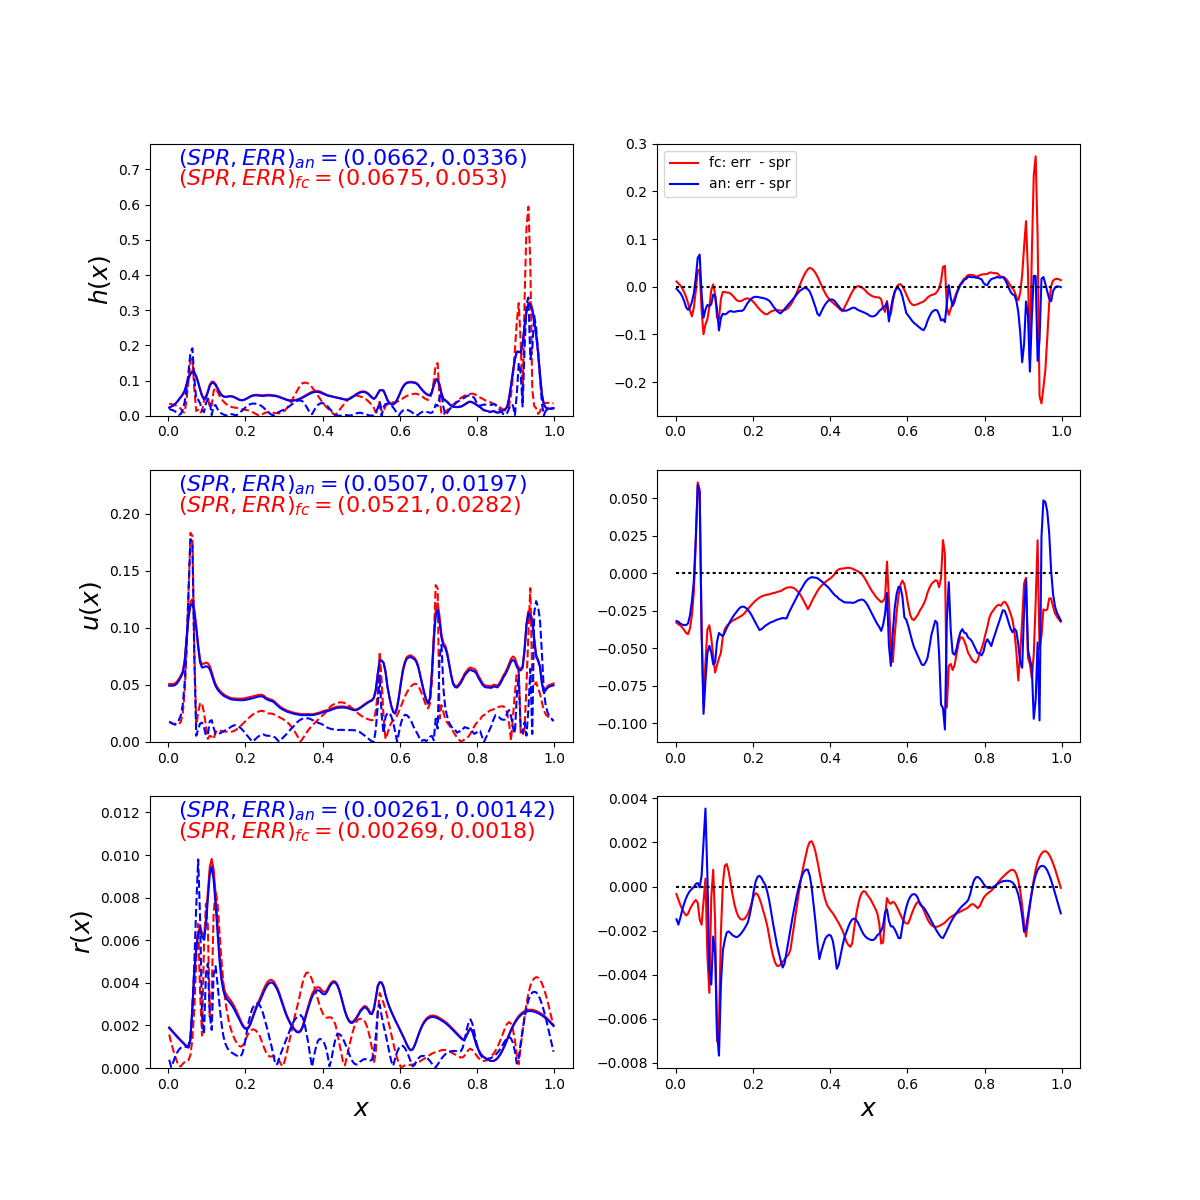 (SPR, ERR)an = (0.0662, 0.0336)
(SPR, ERR)fc = (0.0675, 0.053)
h(x)
0.7
0.6
0.5
0.4
0.3
0.2
0.1
0.0
0.0 0.2 0.4 0.6 0.8 1.0
fc: err - spr
an: err - spr
0.3
0.2
0.1
0.0
−0.1
−0.2
0.0 0.2 0.4 0.6 0.8 1.0
(SPR, ERR)an = (0.0507, 0.0197)
(SPR, ERR)fc = (0.0521, 0.0282)
u(x)
0.20
0.15
0.10
0.05
0.00
0.0 0.2 0.4 0.6 0.8 1.0
0.050
0.025
0.000
−0.025
−0.050
−0.075
−0.100
0.0 0.2 0.4 0.6 0.8 1.0
(SPR, ERR)an = (0.00261, 0.00142)
(SPR, ERR)fc = (0.00269, 0.0018)
r(x)
0.012
0.010
0.008
0.006
0.004
0.002
0.000
0.0 0.2 0.4 0.6 0.8 1.0
x
0.004
0.002
0.000
−0.002
−0.004
−0.006
−0.008
0.0 0.2 0.4 0.6 0.8 1.0
x